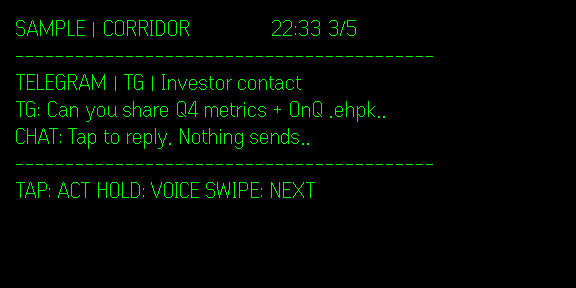 SAMPLE | CORRIDOR 22:33 3/5
------------------------------------------
TELEGRAM | TG | Investor contact
TG: Can you share Q4 metrics + OnQ .ehpk..
CHAT: Tap to reply. Nothing sends..
------------------------------------------
TAP: ACT HOLD: VOICE SWIPE: NEXT